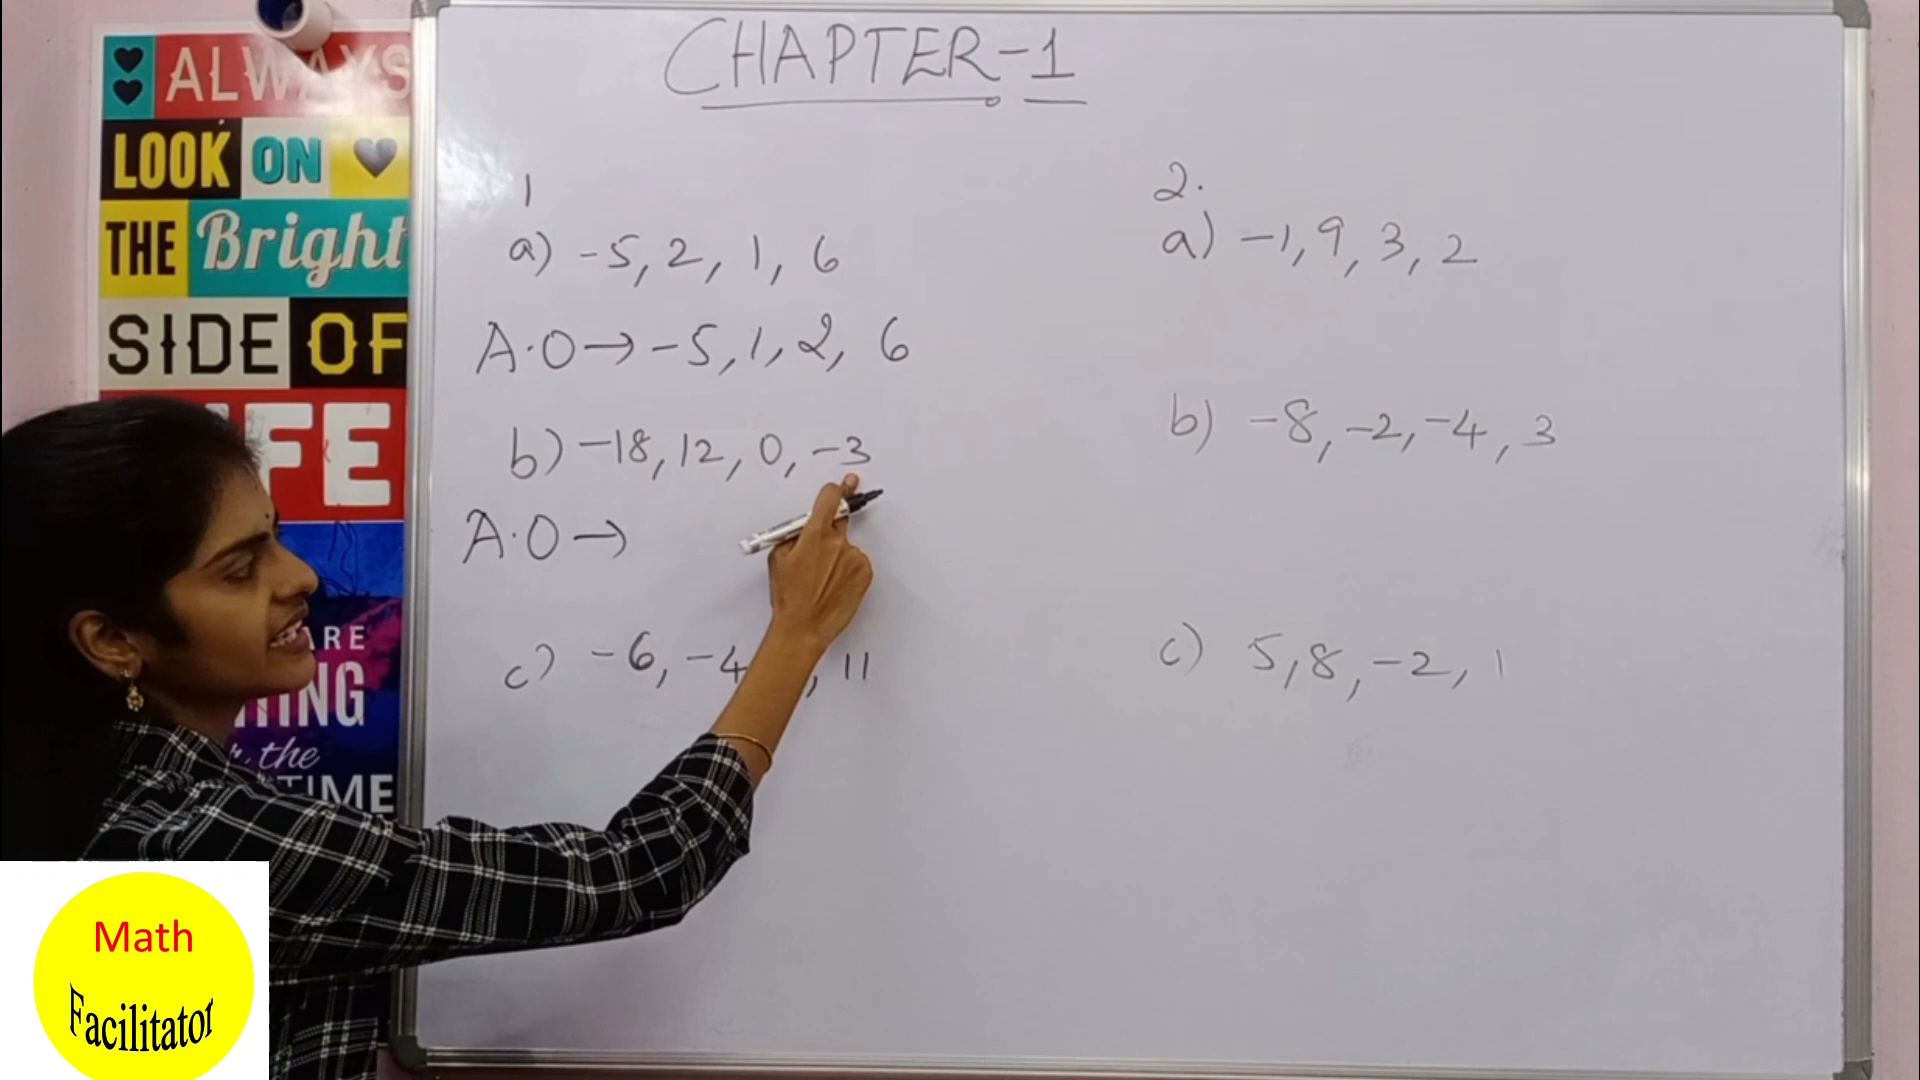 CHAPTER-1
1
a) -5, 2, 1, 6
A.O → -5, 1, 2, 6
b) -18, 12, 0, -3
A.O →
c) -6, -4 , 11
2.
a) -1, 9, 3, 2
b) -8, -2, -4, 3
c) 5, 8, -2, 1
ALWAYS
LOOK ON
THE Bright
SIDE OF
the
TIME
Math
Facilitator